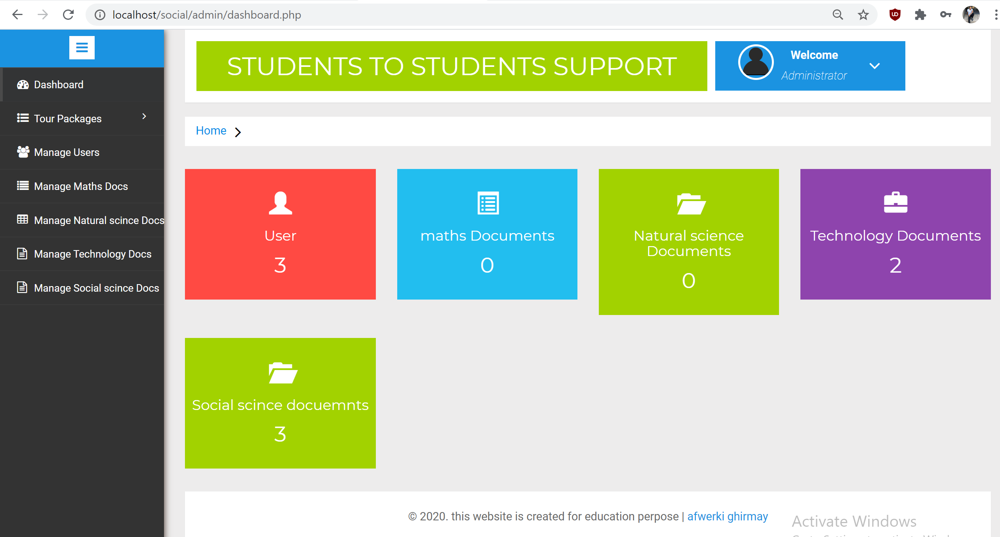 localhost/social/admin/dashboard.php
STUDENTS TO STUDENTS SUPPORT
Welcome
Administrator
Dashboard
Tour Packages
Manage Users
Manage Maths Docs
Manage Natural scince Docs
Manage Technology Docs
Manage Social scince Docs
Home
User
3
maths Documents
0
Natural science
Documents
0
Technology Documents
2
Social scince docuemnts
3
© 2020. this website is created for education perpose | afwerki ghirmay
Activate Windows